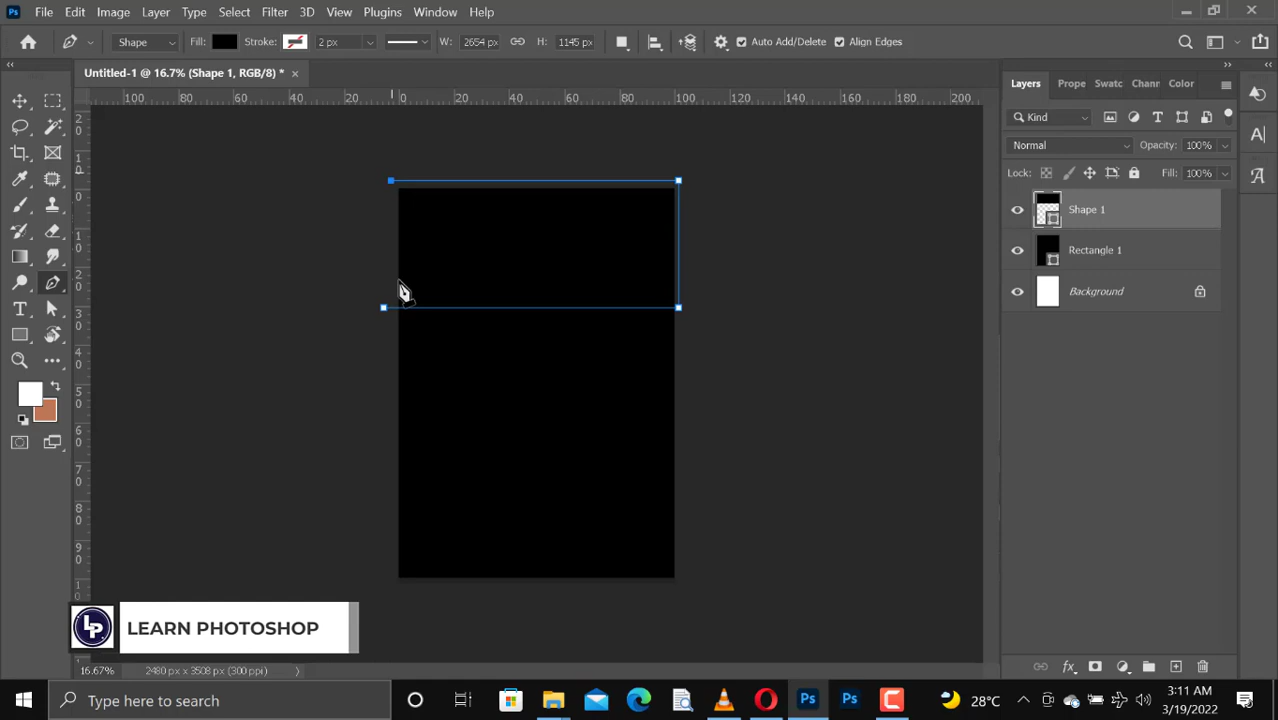 Ps File Edit Image Layer Type Select Filter 3D View Plugins Window Help
Shape Fill: Stroke: 2 px W: 2654 px H: 1145 px Auto Add/Delete Align Edges
Untitled-1 @ 16.7% (Shape 1, RGB/8) * ×
100 80 60 40 20 0 20 40 60 80 100 120 140 160 180 200
Layers Prope Swatc Chann Color
Kind
Normal Opacity: 100%
Lock: Fill: 100%
Shape 1
Rectangle 1
Background
LP LEARN PHOTOSHOP
16.67% 2480 px x 3508 px (300 ppi)
Type here to search
Ps Ps 28°C
3:11 AM
3/19/2022